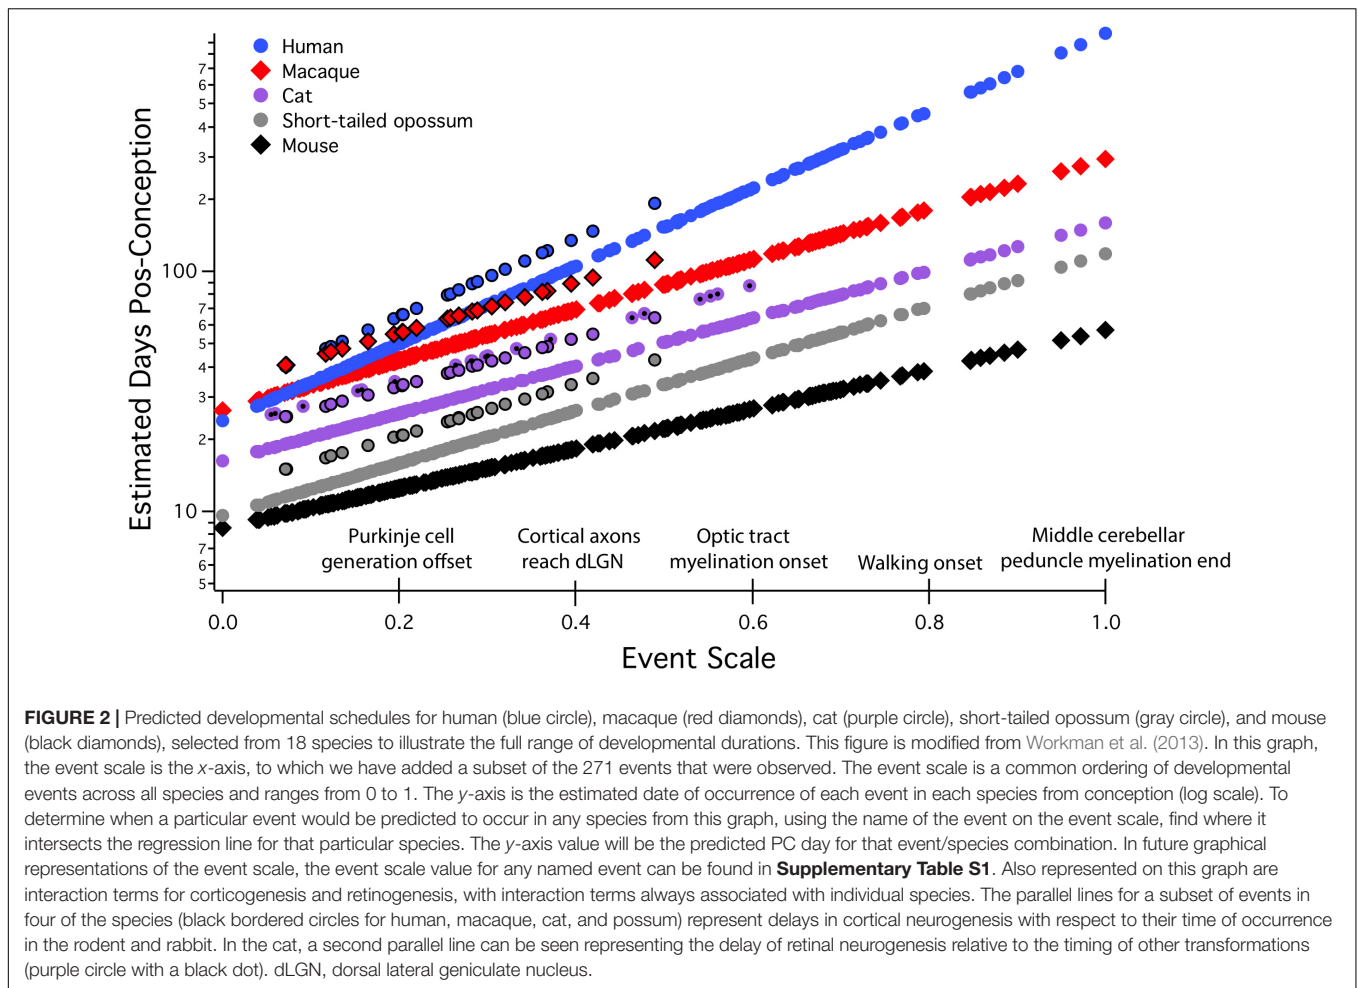 Human
Macaque
Cat
Short-tailed opossum
Mouse
Estimated Days Pos-Conception
7
6
5
4
3
2
100
7
6
5
4
3
2
10
7
6
5
Purkinje cell
generation offset
Cortical axons
reach dLGN
Optic tract
myelination onset
Walking onset
Middle cerebellar
peduncle myelination end
0.0 0.2 0.4 0.6 0.8 1.0
Event Scale
FIGURE 2 | Predicted developmental schedules for human (blue circle), macaque (red diamonds), cat (purple circle), short-tailed opossum (gray circle), and mouse
(black diamonds), selected from 18 species to illustrate the full range of developmental durations. This figure is modified from Workman et al. (2013). In this graph,
the event scale is the x-axis, to which we have added a subset of the 271 events that were observed. The event scale is a common ordering of developmental
events across all species and ranges from 0 to 1. The y-axis is the estimated date of occurrence of each event in each species from conception (log scale). To
determine when a particular event would be predicted to occur in any species from this graph, using the name of the event on the event scale, find where it
intersects the regression line for that particular species. The y-axis value will be the predicted PC day for that event/species combination. In future graphical
representations of the event scale, the event scale value for any named event can be found in Supplementary Table S1. Also represented on this graph are
interaction terms for corticogenesis and retinogenesis, with interaction terms always associated with individual species. The parallel lines for a subset of events in
four of the species (black bordered circles for human, macaque, cat, and possum) represent delays in cortical neurogenesis with respect to their time of occurrence
in the rodent and rabbit. In the cat, a second parallel line can be seen representing the delay of retinal neurogenesis relative to the timing of other transformations
(purple circle with a black dot). dLGN, dorsal lateral geniculate nucleus.